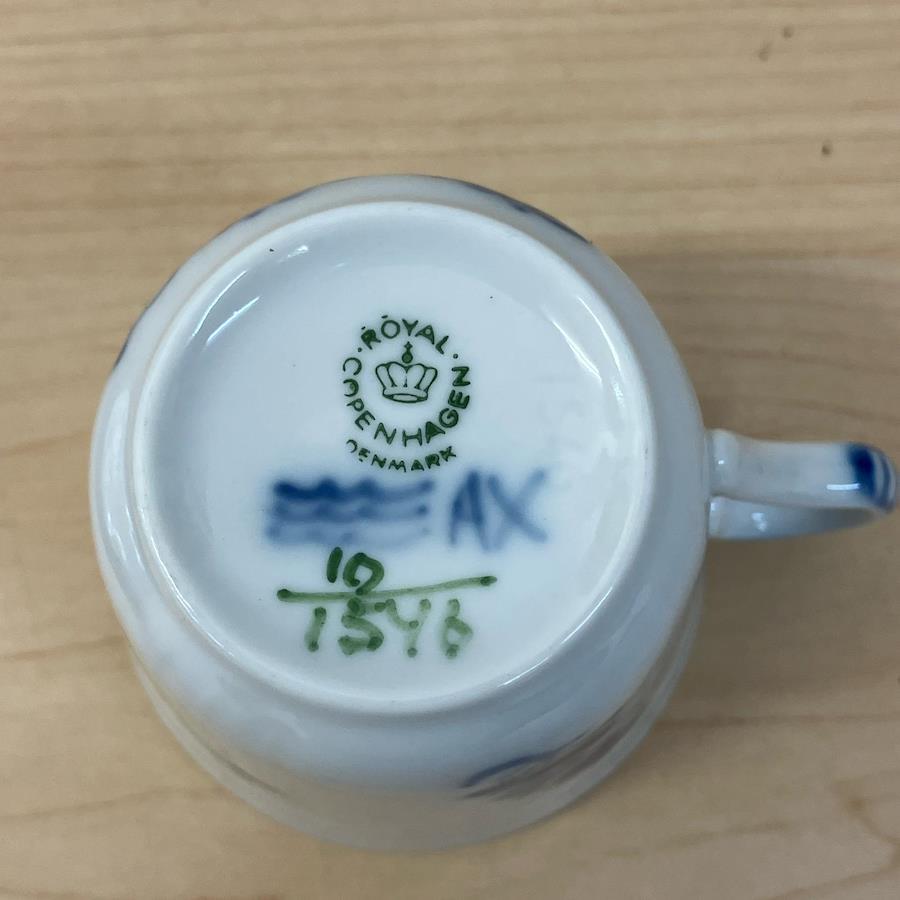 ROYAL
COPENHAGEN
DENMARK
AX
10
1546